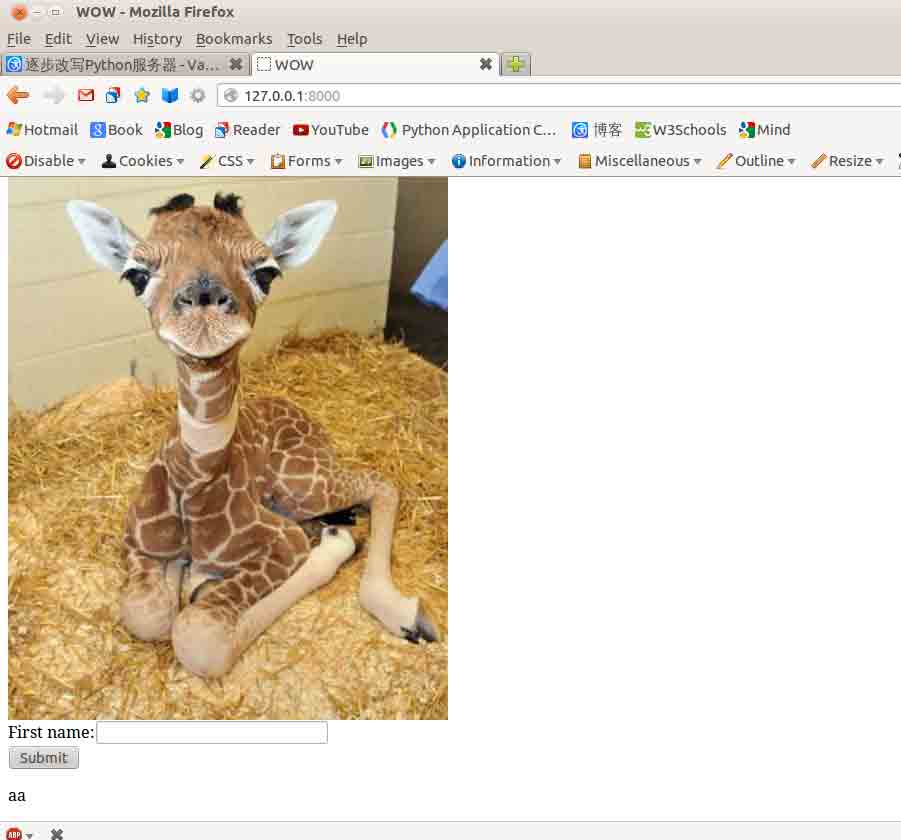 WOW - Mozilla Firefox
File Edit View History Bookmarks Tools Help
逐步改写Python服务器 - Va... WOW
127.0.0.1:8000
Hotmail Book Blog Reader YouTube Python Application C... 博客 W3Schools Mind
Disable Cookies CSS Forms Images Information Miscellaneous Outline Resize
First name:
Submit
aa
ABP